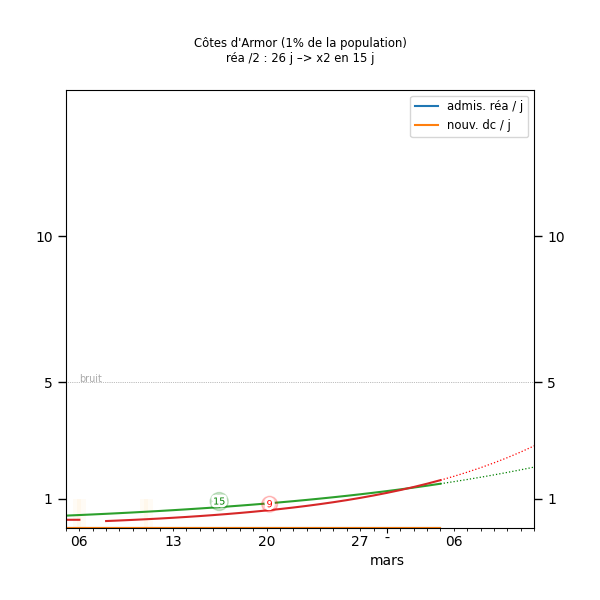 Côtes d'Armor (1% de la population)
réa /2 : 26 j –> x2 en 15 j
admis. réa / j
nouv. dc / j
10
10
bruit
5
5
15
9
1
1
06
13
20
27
-
06
mars